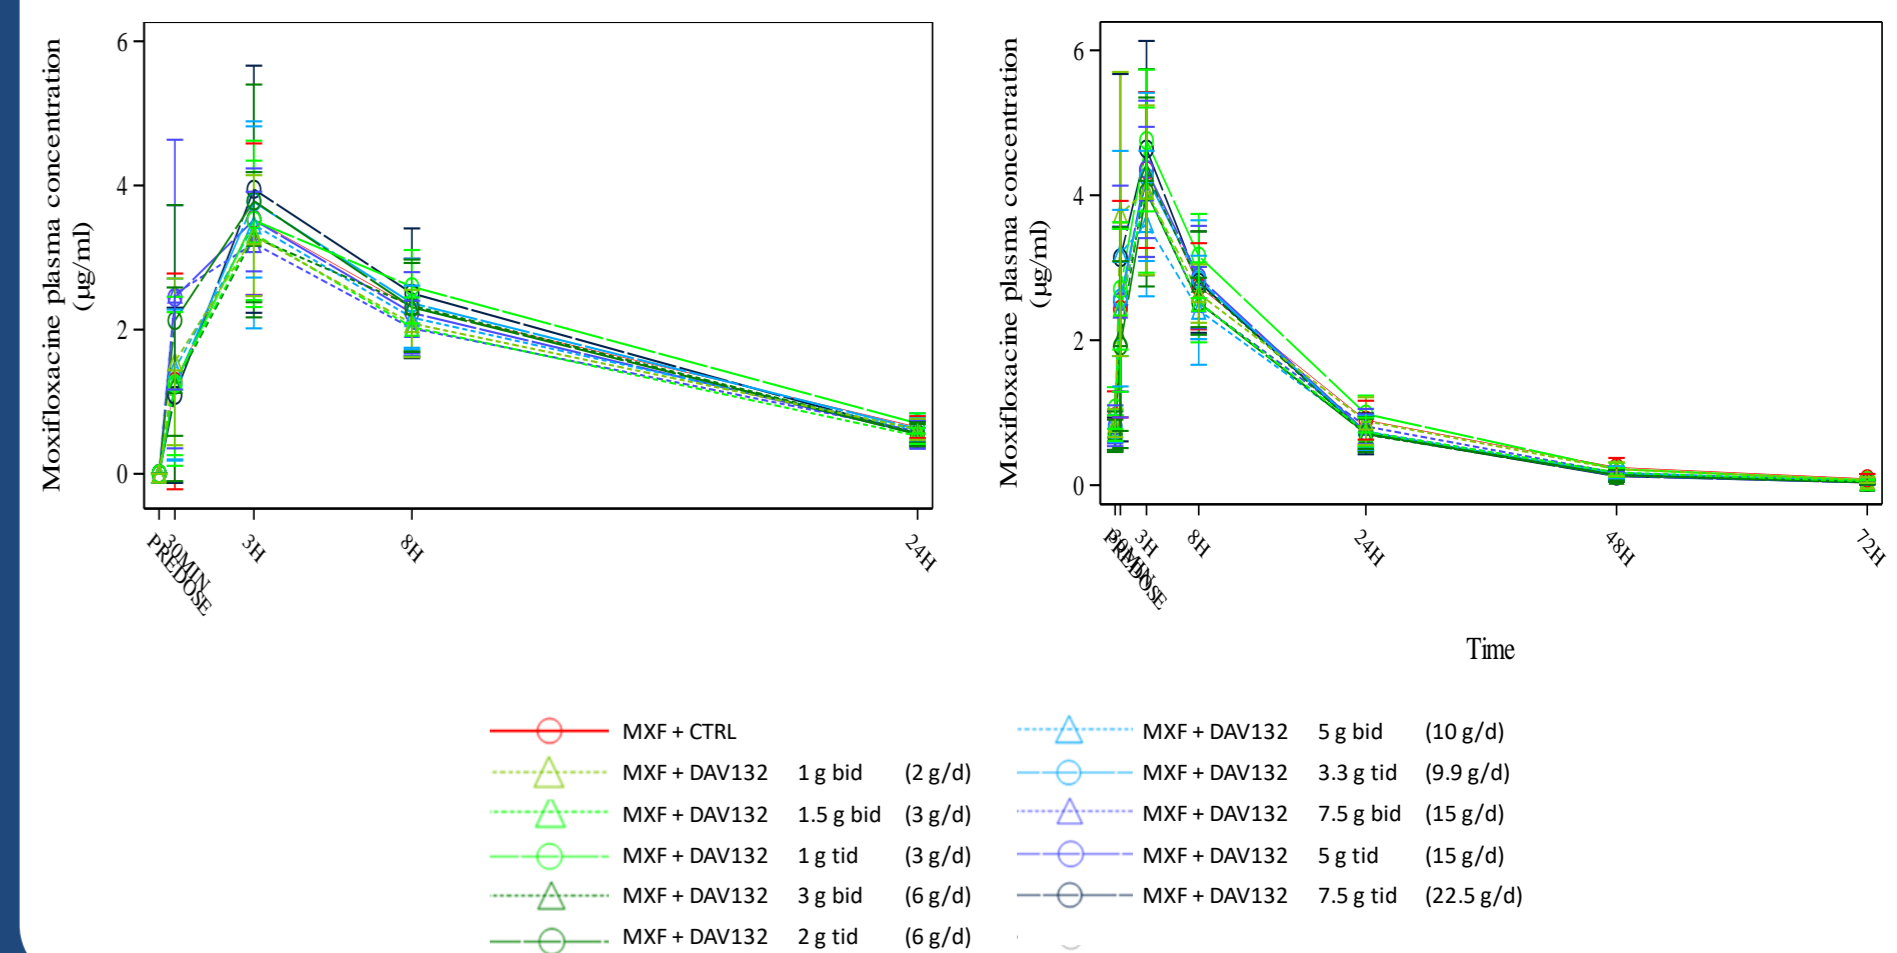 Moxifloxacine plasma concentration
(µg/ml)
6
4
2
0
PREDOSE
30MIN
3H
8H
24H
Moxifloxacine plasma concentration
(µg/ml)
6
4
2
0
PREDOSE
30MIN
3H
8H
24H
48H
72H
Time
MXF + CTRL
MXF + DAV132 1 g bid (2 g/d)
MXF + DAV132 1.5 g bid (3 g/d)
MXF + DAV132 1 g tid (3 g/d)
MXF + DAV132 3 g bid (6 g/d)
MXF + DAV132 2 g tid (6 g/d)
MXF + DAV132 5 g bid (10 g/d)
MXF + DAV132 3.3 g tid (9.9 g/d)
MXF + DAV132 7.5 g bid (15 g/d)
MXF + DAV132 5 g tid (15 g/d)
MXF + DAV132 7.5 g tid (22.5 g/d)